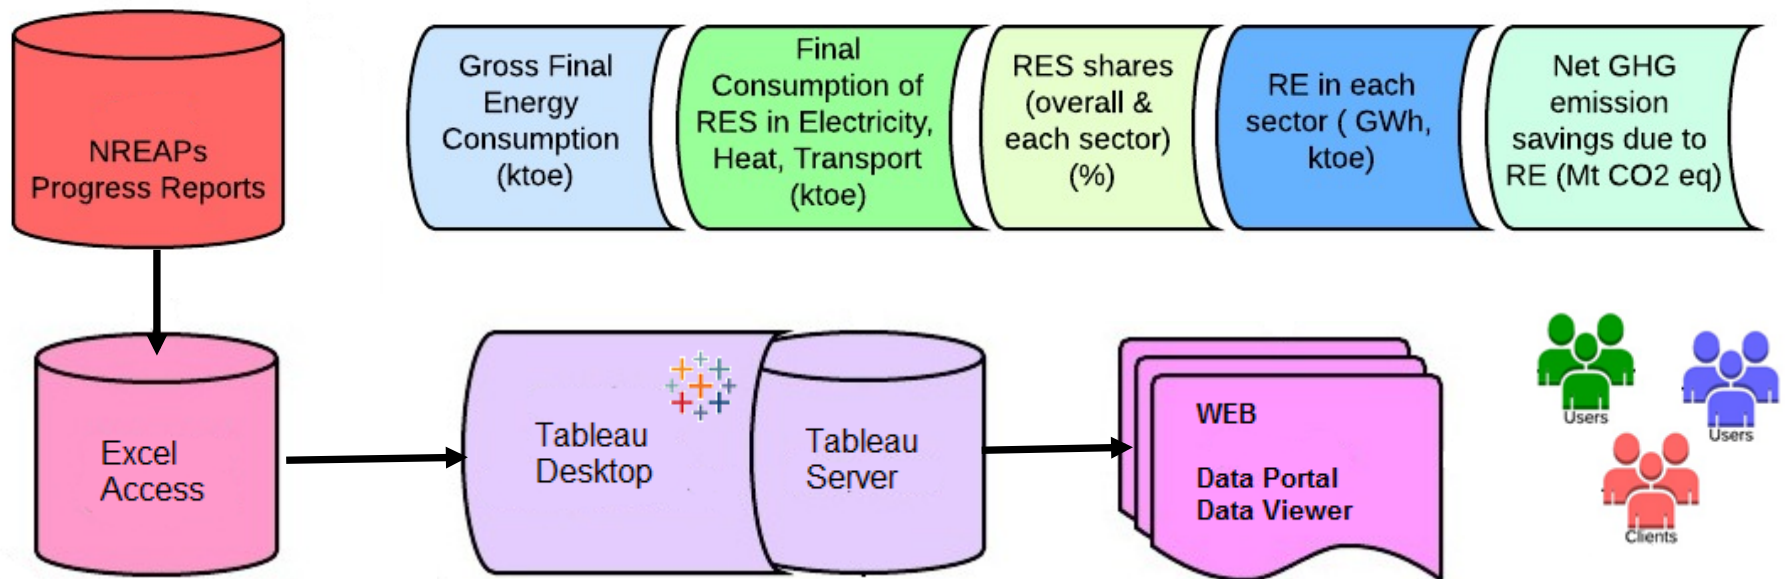 NREAPs
Progress Reports
Gross Final
Energy
Consumption
(ktoe)
Final
Consumption of
RES in Electricity,
Heat, Transport
(ktoe)
RES shares
(overall &
each sector)
(%)
RE in each
sector ( GWh,
ktoe)
Net GHG
emission
savings due to
RE (Mt CO2 eq)
Excel
Access
Tableau
Desktop
Tableau
Server
WEB
Data Portal
Data Viewer
Users
Users
Clients